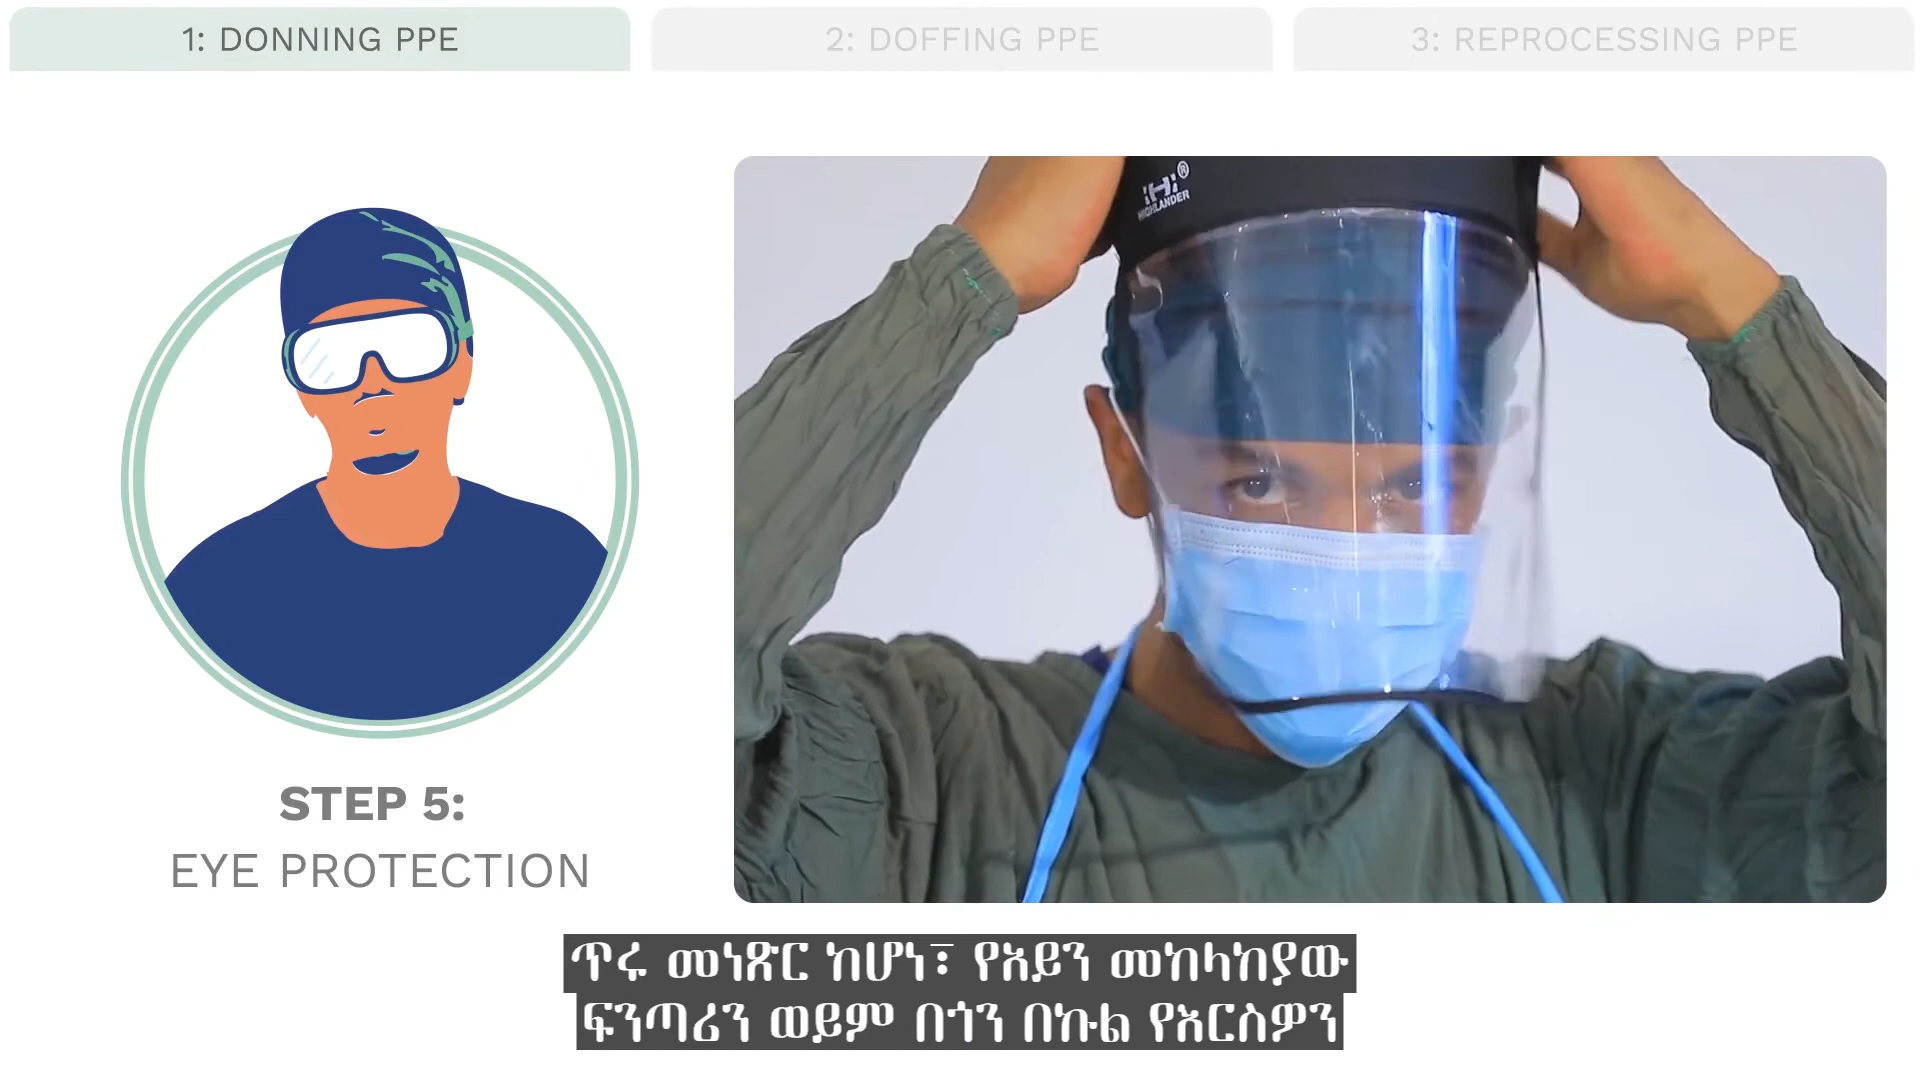 1: DONNING PPE
2: DOFFING PPE
3: REPROCESSING PPE
HIGHLANDER
STEP 5:
EYE PROTECTION
ጥሩ መነጽር ከሆነ፣ የአይን መከላከያው
ፍንጣሪን ወይም በጎን በኩል የእርስዎን